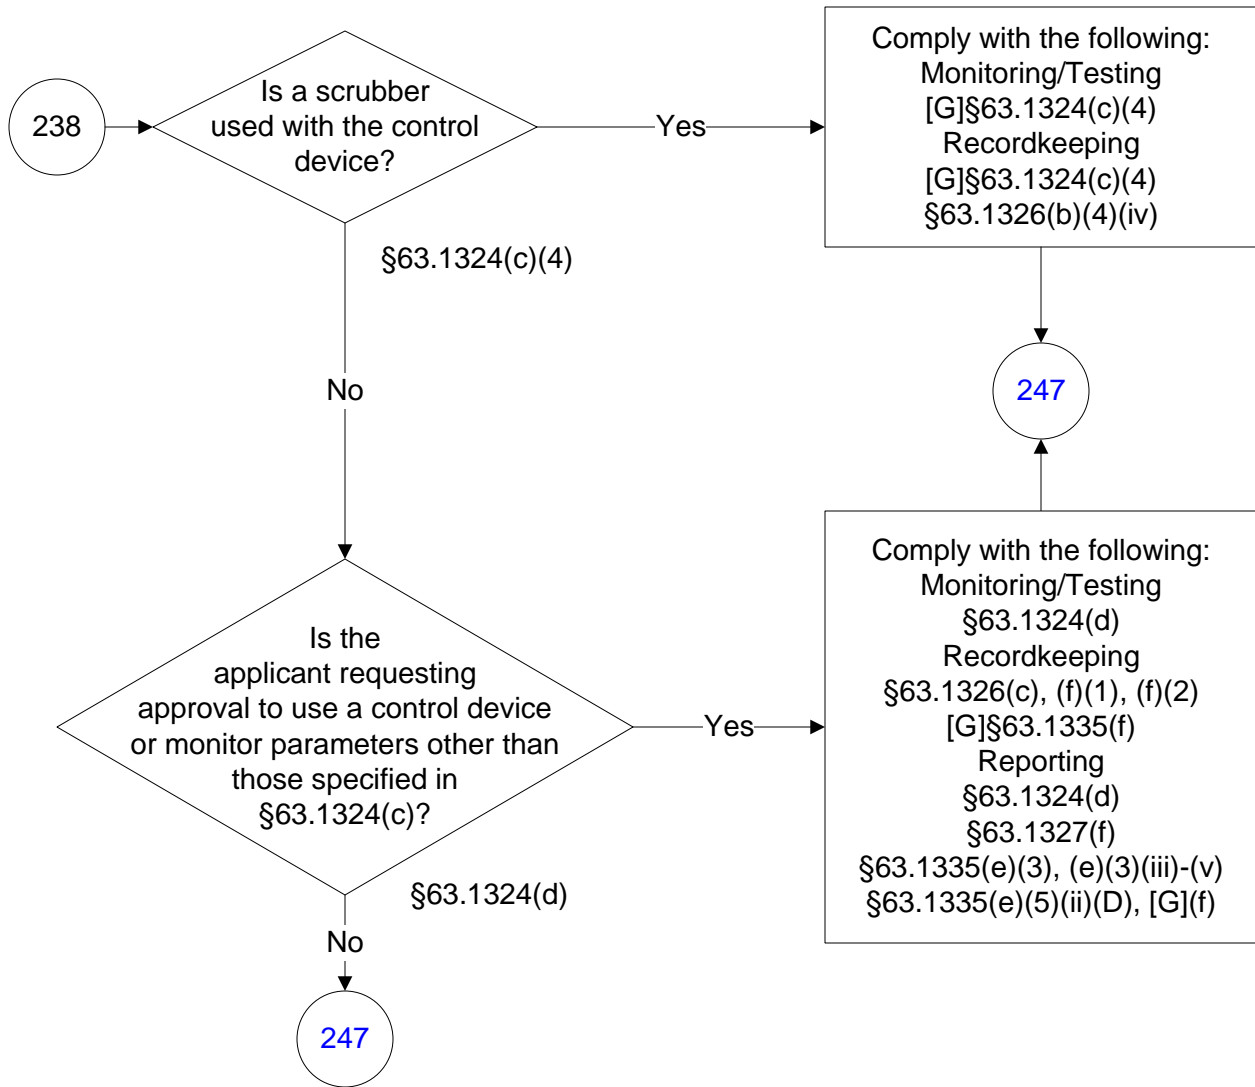 238
Is a scrubber
used with the control
device?
Yes
Comply with the following:
Monitoring/Testing
[G]§63.1324(c)(4)
Recordkeeping
[G]§63.1324(c)(4)
§63.1326(b)(4)(iv)
§63.1324(c)(4)
No
247
Is the
applicant requesting
approval to use a control device
or monitor parameters other than
those specified in
§63.1324(c)?
Yes
Comply with the following:
Monitoring/Testing
§63.1324(d)
Recordkeeping
§63.1326(c), (f)(1), (f)(2)
[G]§63.1335(f)
Reporting
§63.1324(d)
§63.1327(f)
§63.1335(e)(3), (e)(3)(iii)-(v)
§63.1335(e)(5)(ii)(D), [G](f)
§63.1324(d)
No
247